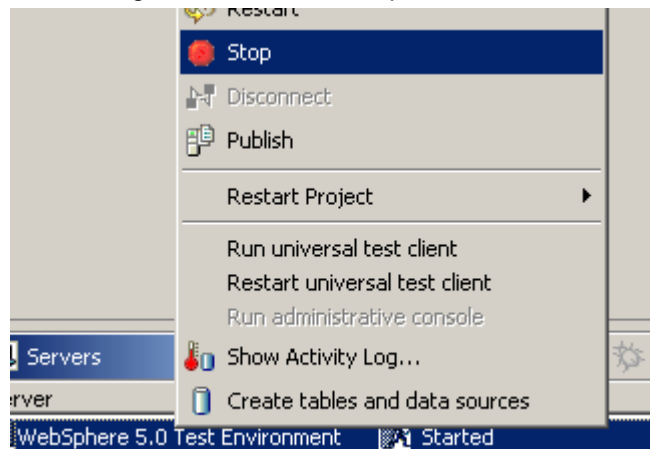 Restart
Stop
Disconnect
Publish
Restart Project
Run universal test client
Restart universal test client
Run administrative console
Servers
Show Activity Log...
Create tables and data sources
WebSphere 5.0 Test Environment Started